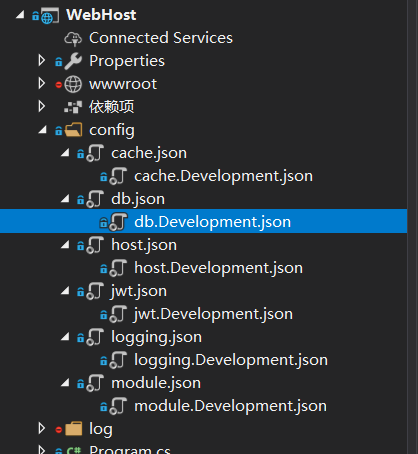 WebHost
Connected Services
Properties
wwwroot
依赖项
config
cache.json
cache.Development.json
db.json
db.Development.json
host.json
host.Development.json
jwt.json
jwt.Development.json
logging.json
logging.Development.json
module.json
module.Development.json
log
C# Program.cs